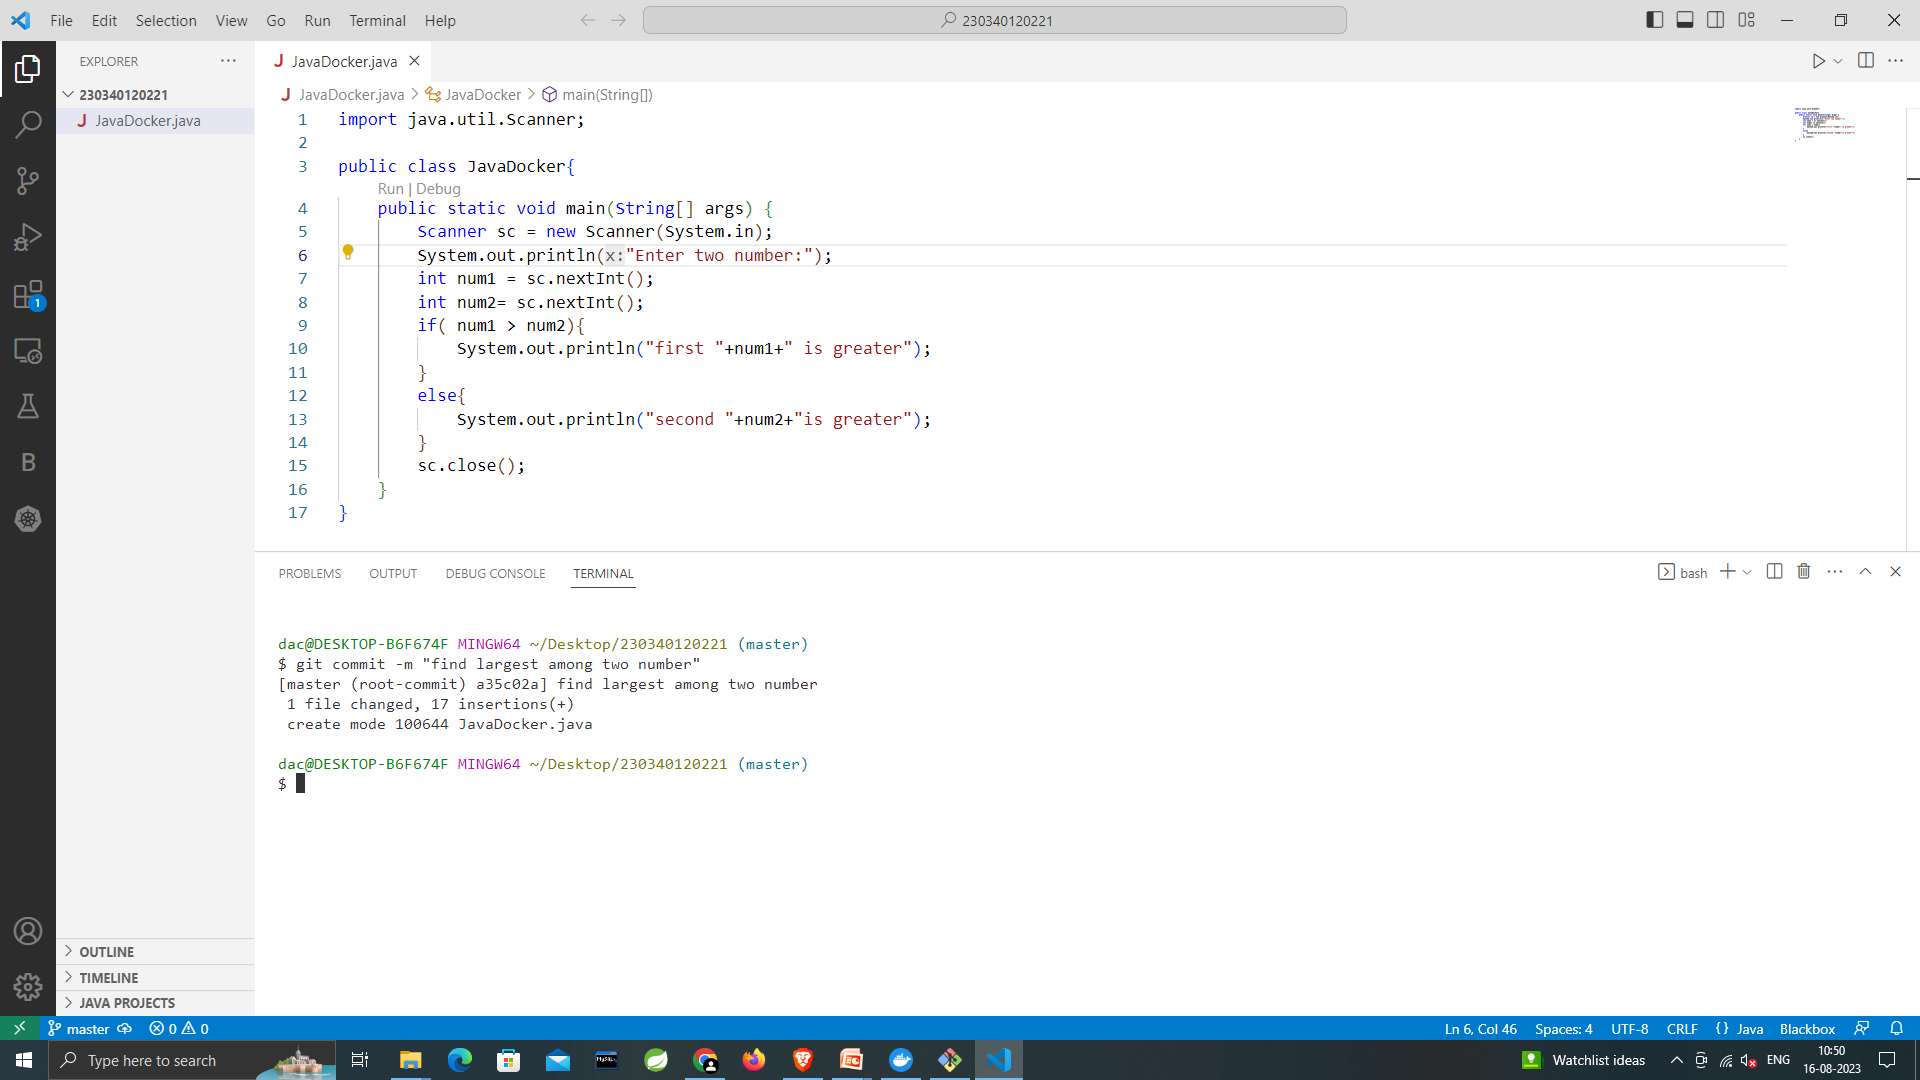 File Edit Selection View Go Run Terminal Help
230340120221
EXPLORER
230340120221
JavaDocker.java
JavaDocker.java
JavaDocker.java > JavaDocker > main(String[])
1 import java.util.Scanner;
2
3 public class JavaDocker{
Run | Debug
4 public static void main(String[] args) {
5 Scanner sc = new Scanner(System.in);
6 System.out.println(x:"Enter two number:");
7 int num1 = sc.nextInt();
8 int num2= sc.nextInt();
9 if( num1 > num2){
10 System.out.println("first "+num1+" is greater");
11 }
12 else{
13 System.out.println("second "+num2+"is greater");
14 }
15 sc.close();
16 }
17 }
1
B
PROBLEMS OUTPUT DEBUG CONSOLE TERMINAL
bash
dac@DESKTOP-B6F674F MINGW64 ~/Desktop/230340120221 (master)
$ git commit -m "find largest among two number"
[master (root-commit) a35c02a] find largest among two number
1 file changed, 17 insertions(+)
create mode 100644 JavaDocker.java
dac@DESKTOP-B6F674F MINGW64 ~/Desktop/230340120221 (master)
$
OUTLINE
TIMELINE
JAVA PROJECTS
master 0 0
Ln 6, Col 46 Spaces: 4 UTF-8 CRLF {} Java Blackbox
Type here to search
Watchlist ideas
ENG
10:50
16-08-2023